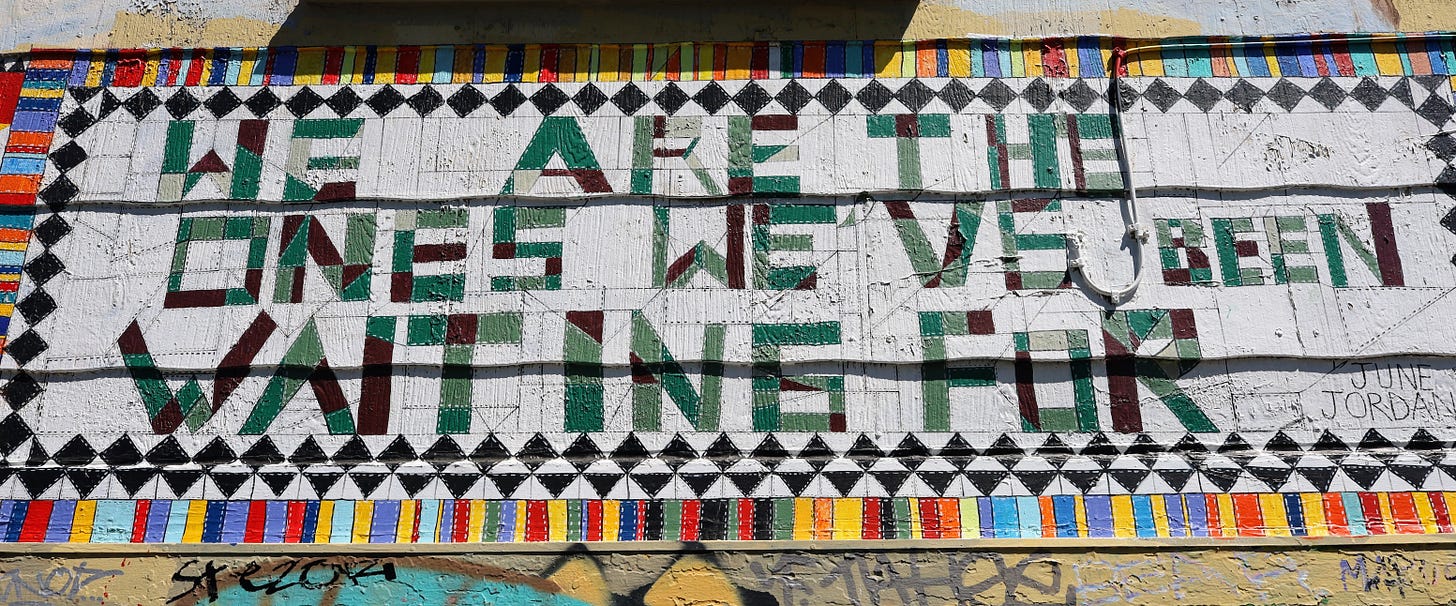 WE ARE THE
ONES WE VE BEEN
WAITING FOR
JUNE
JORDAN